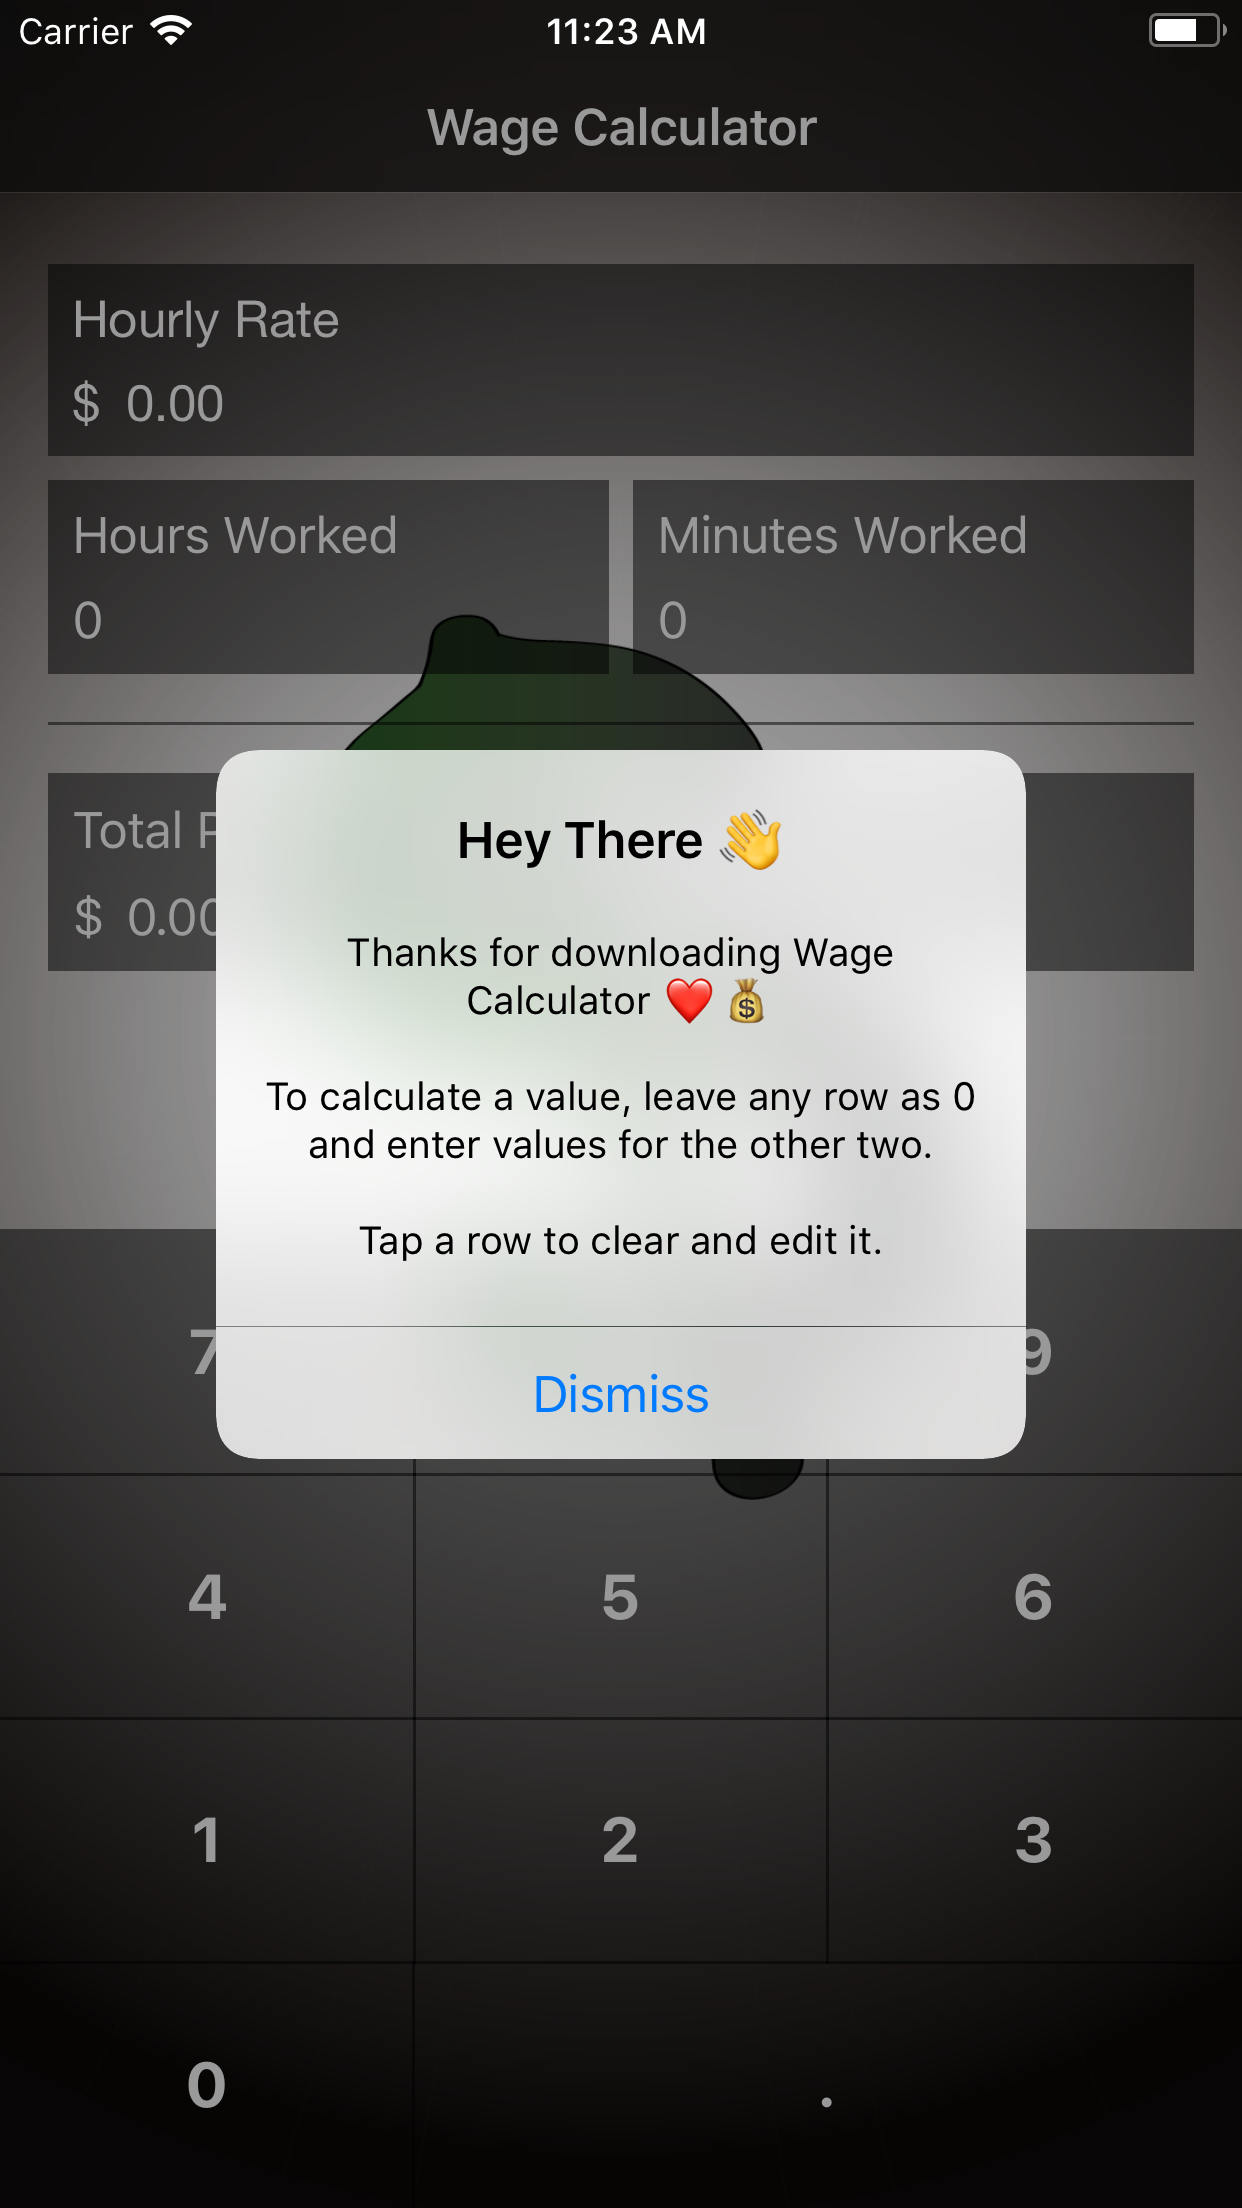 Carrier 11:23 AM
Wage Calculator
Hourly Rate
$ 0.00
Hours Worked Minutes Worked
0 0
Total
$ 0.00
Hey There 👋
Thanks for downloading Wage
Calculator ❤️ 💰
To calculate a value, leave any row as 0
and enter values for the other two.
Tap a row to clear and edit it.
7 9
Dismiss
4 5 6
1 2 3
0 .